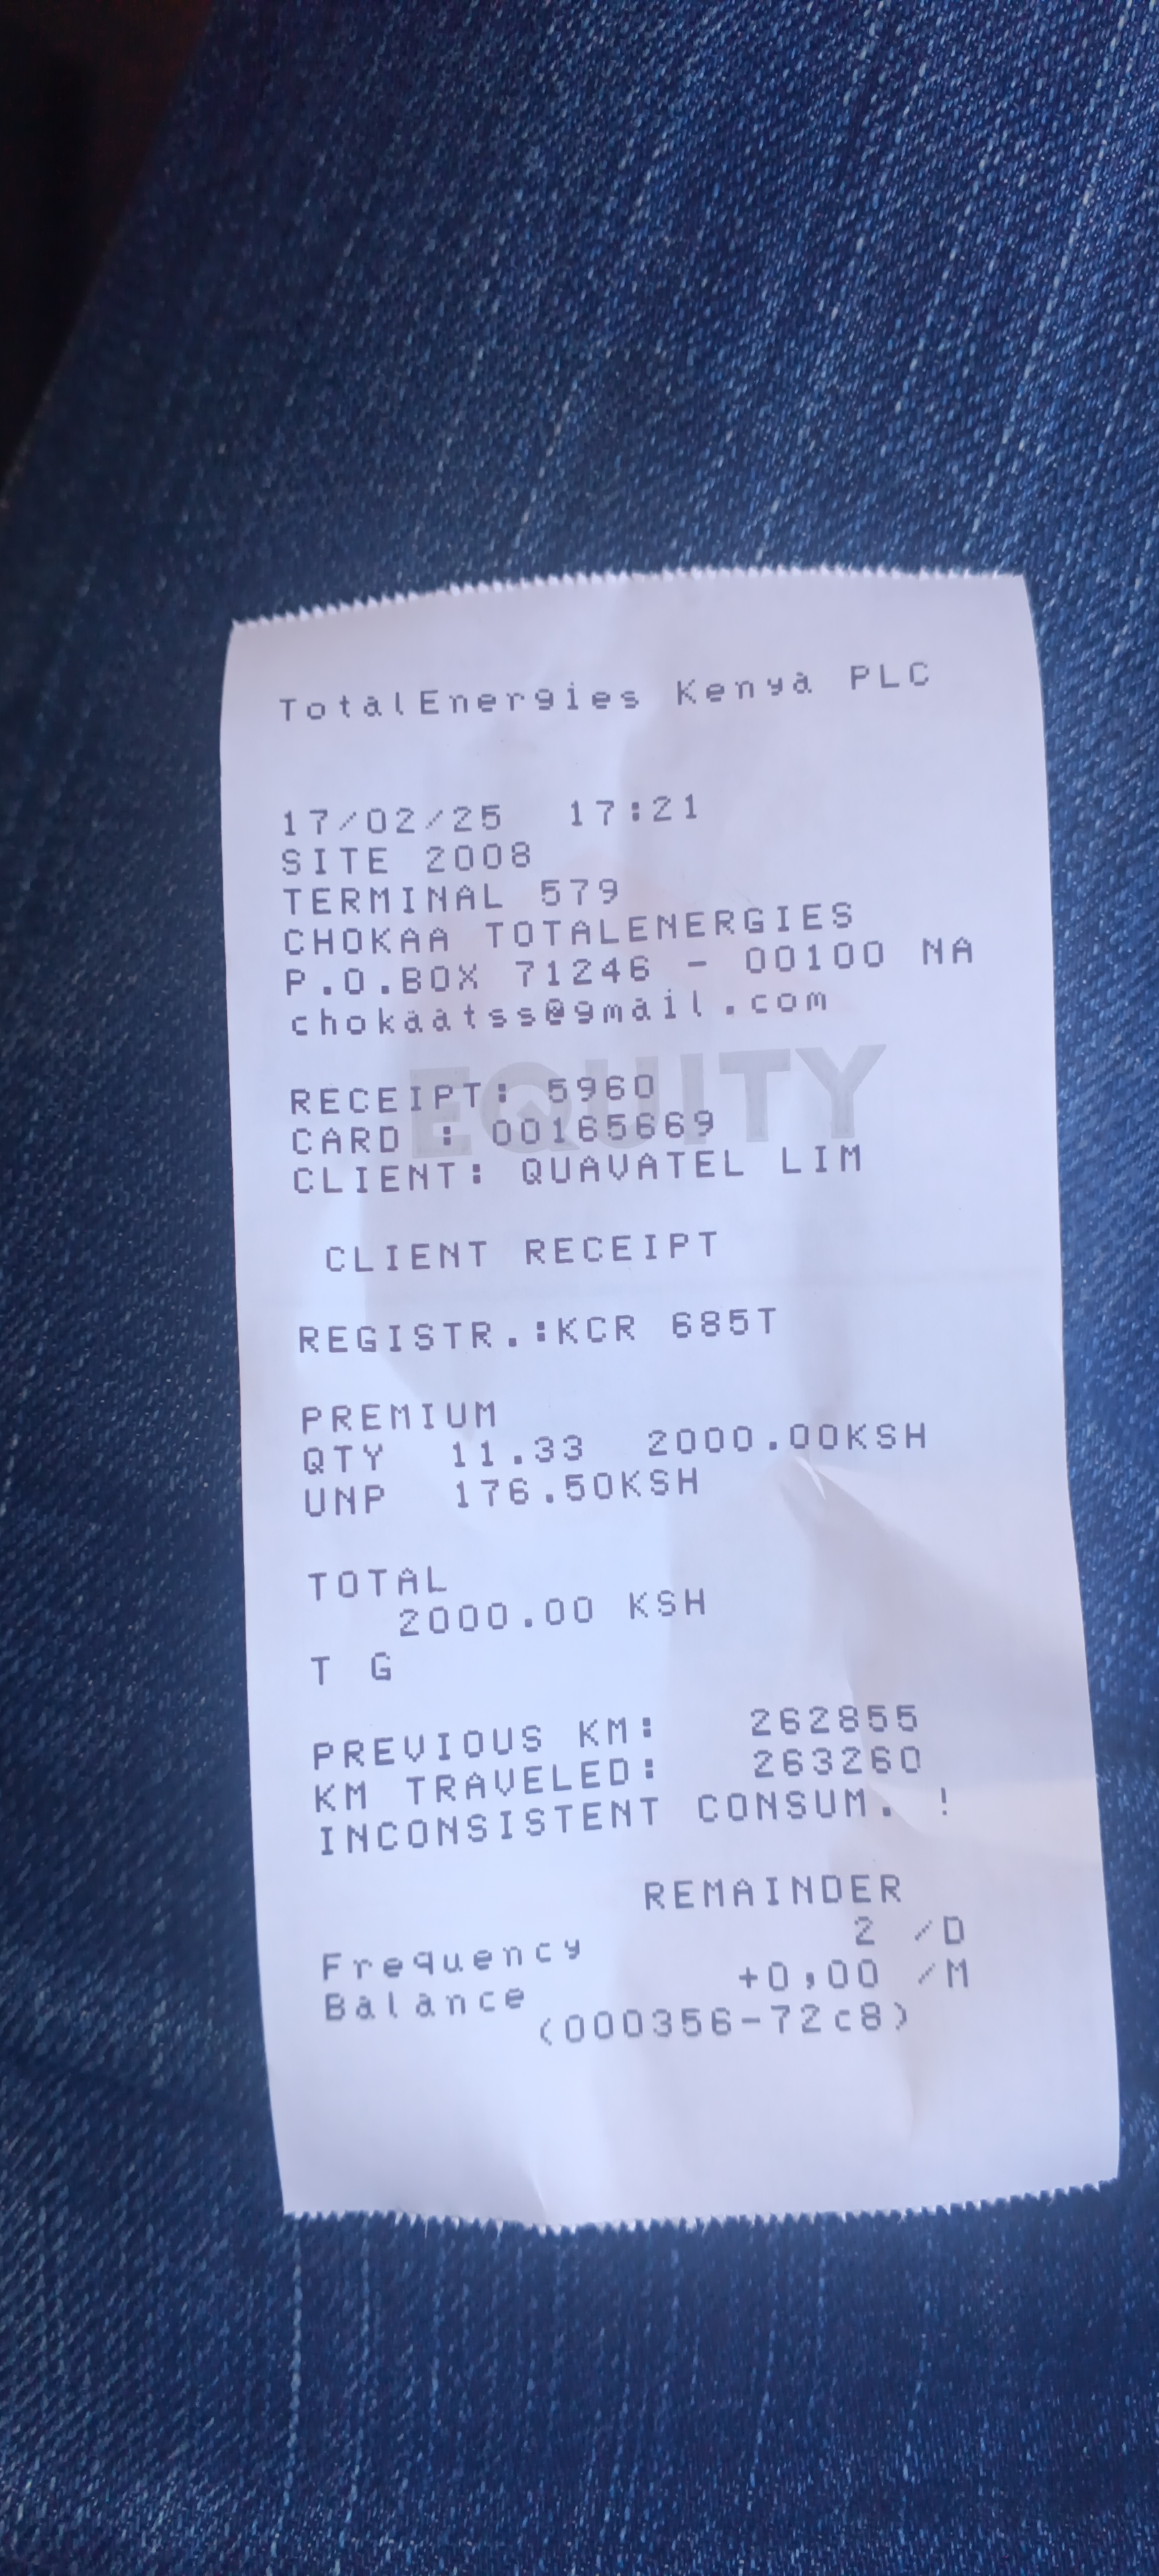 TotalEnergies Kenya PLC
17/02/25 17:21
SITE 2008
TERMINAL 579
CHOKAA TOTALENERGIES
P.O.BOX 71246 - 00100 NA
chokaatss@gmail.com
EQUITY
RECEIPT: 5960
CARD : 00165669
CLIENT: QUAVATEL LIM
CLIENT RECEIPT
REGISTR.:KCR 685T
PREMIUM
QTY 11.33 2000.00KSH
UNP 176.50KSH
TOTAL
2000.00 KSH
T G
PREVIOUS KM: 262855
KM TRAVELED: 263260
INCONSISTENT CONSUM. !
REMAINDER
Frequency 2 /D
Balance +0,00 /M
(000356-72c8)